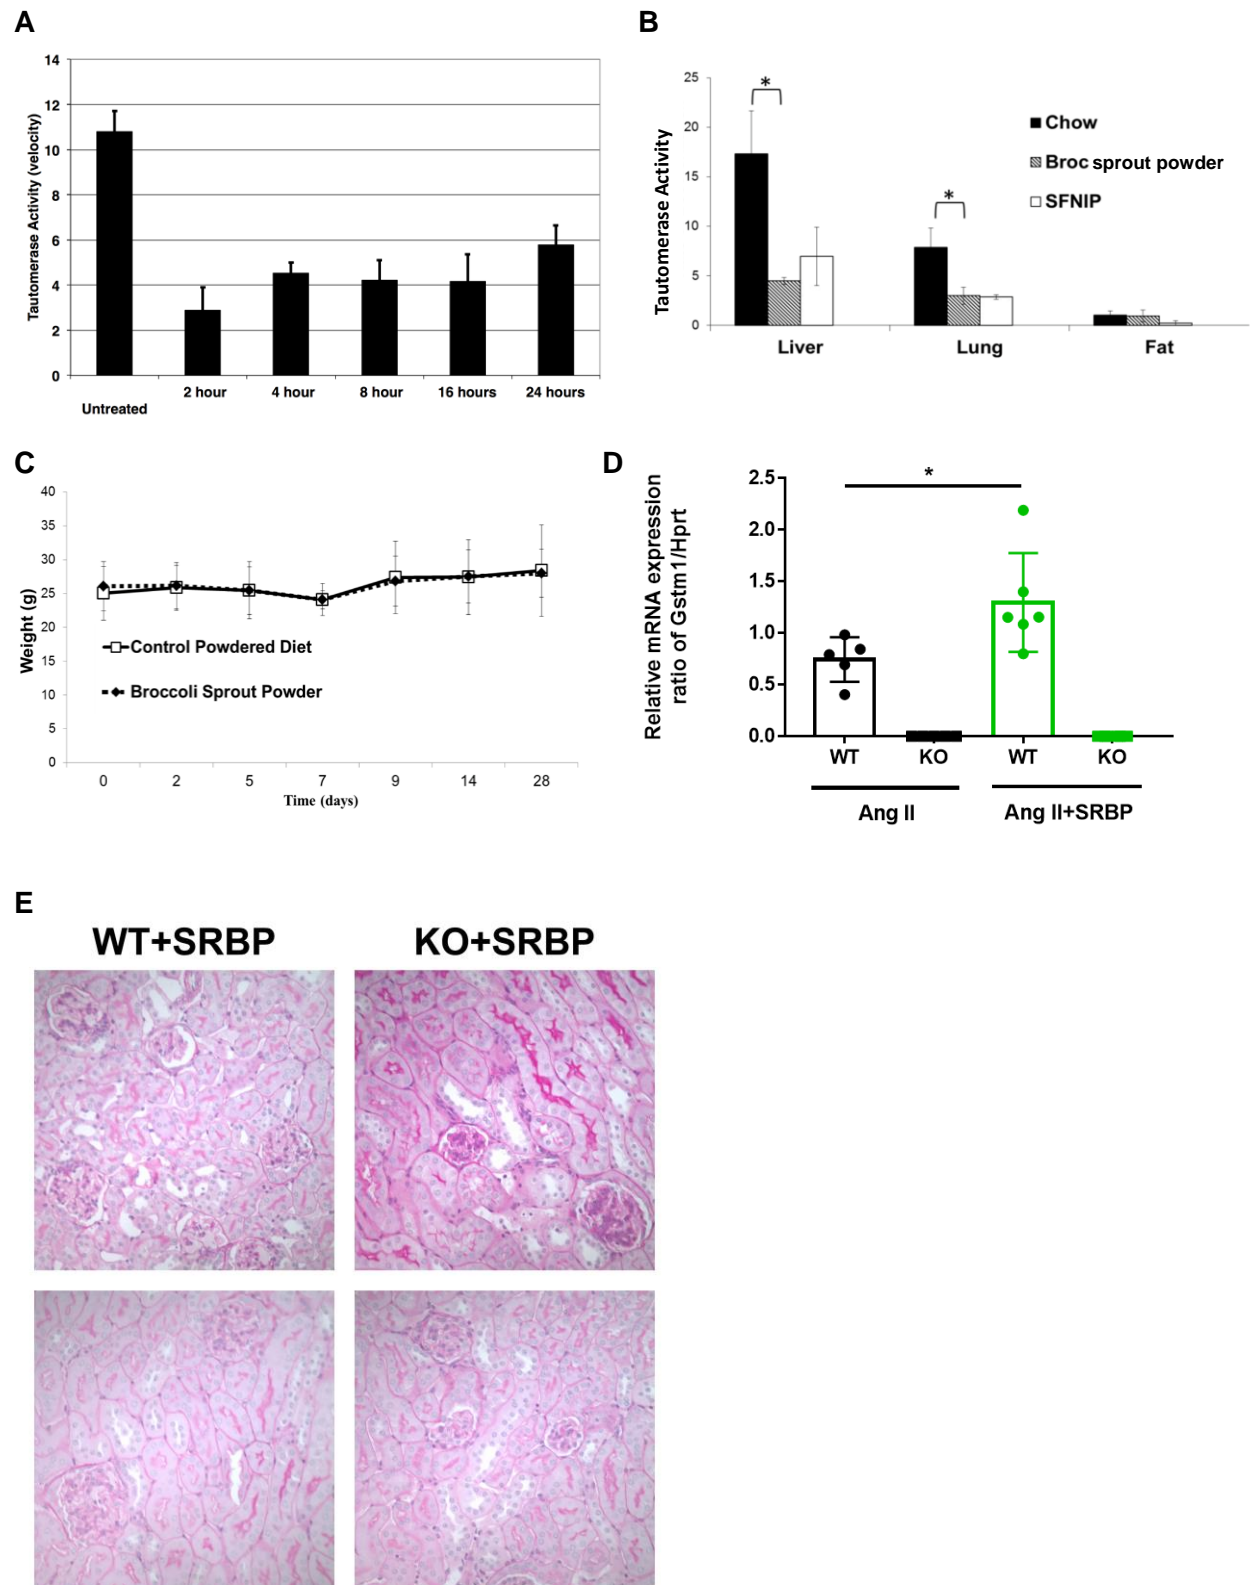 A
Tautomerase Activity (velocity)
14
12
10
8
6
4
2
0
Untreated
2 hour
4 hour
8 hour
16 hours
24 hours
B
Tautomerase Activity
25
20
15
10
5
0
*
*
Chow
Broc sprout powder
SFNIP
Liver
Lung
Fat
C
Weight (g)
40
35
30
25
20
15
10
5
0
Control Powdered Diet
Broccoli Sprout Powder
0
2
5
7
9
14
28
Time (days)
D
Relative mRNA expression
ratio of Gstm1/Hprt
2.5
2.0
1.5
1.0
0.5
0.0
*
WT
KO
WT
KO
Ang II
Ang II+SRBP
E
WT+SRBP
KO+SRBP